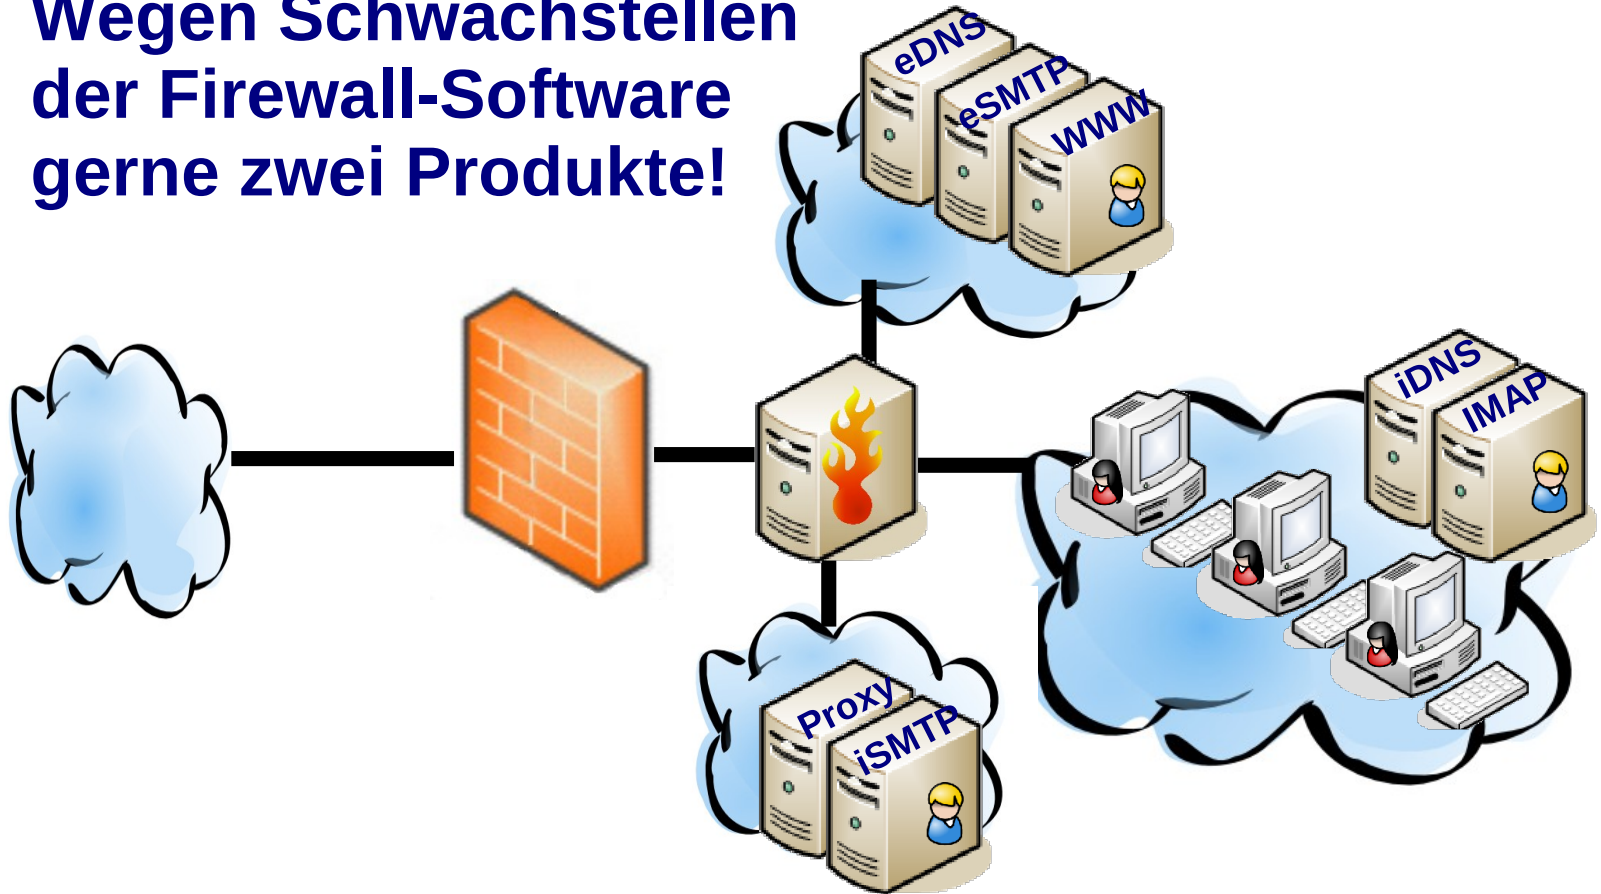 Wegen Schwachstellen
der Firewall-Software
gerne zwei Produkte!
eDNS
eSMTP
WWW
iDNS
IMAP
Proxy
iSMTP